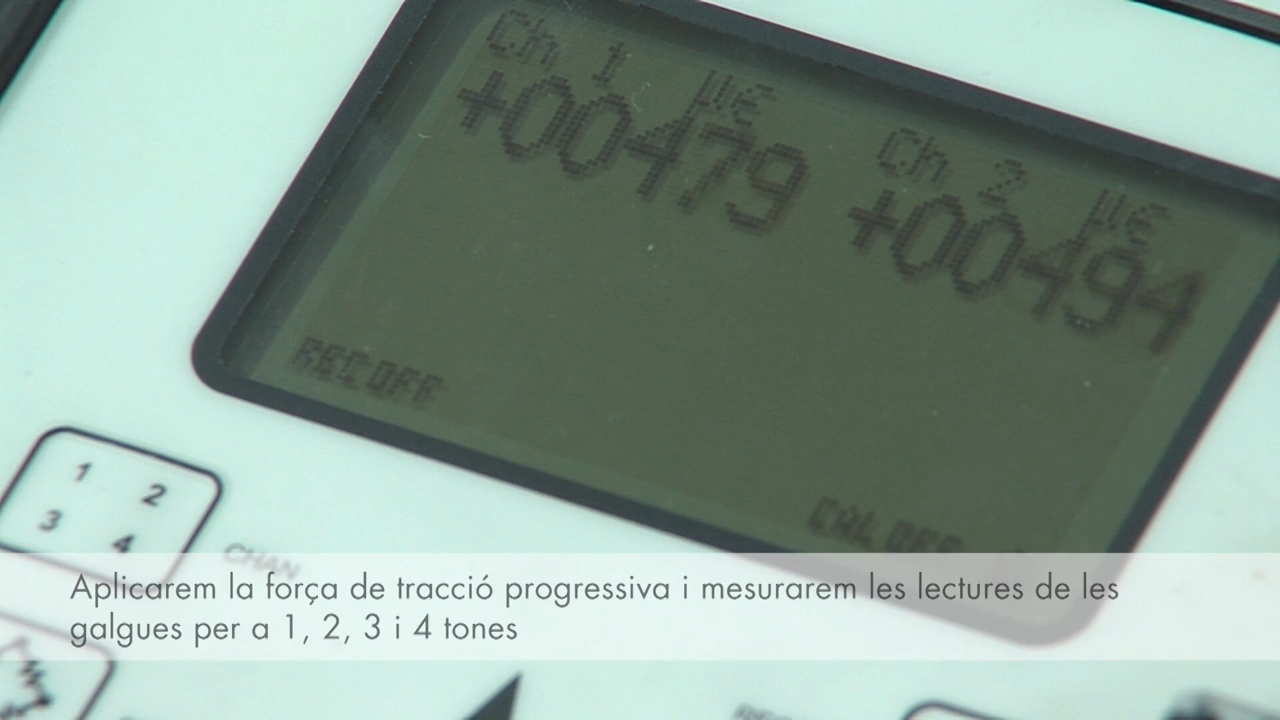 Ch 1 με
+00479
Ch 2 με
+00494
REC OFF
CAL OFF
1 2
3 4
CHAN
Aplicarem la força de tracció progressiva i mesurarem les lectures de les
galgues per a 1, 2, 3 i 4 tones